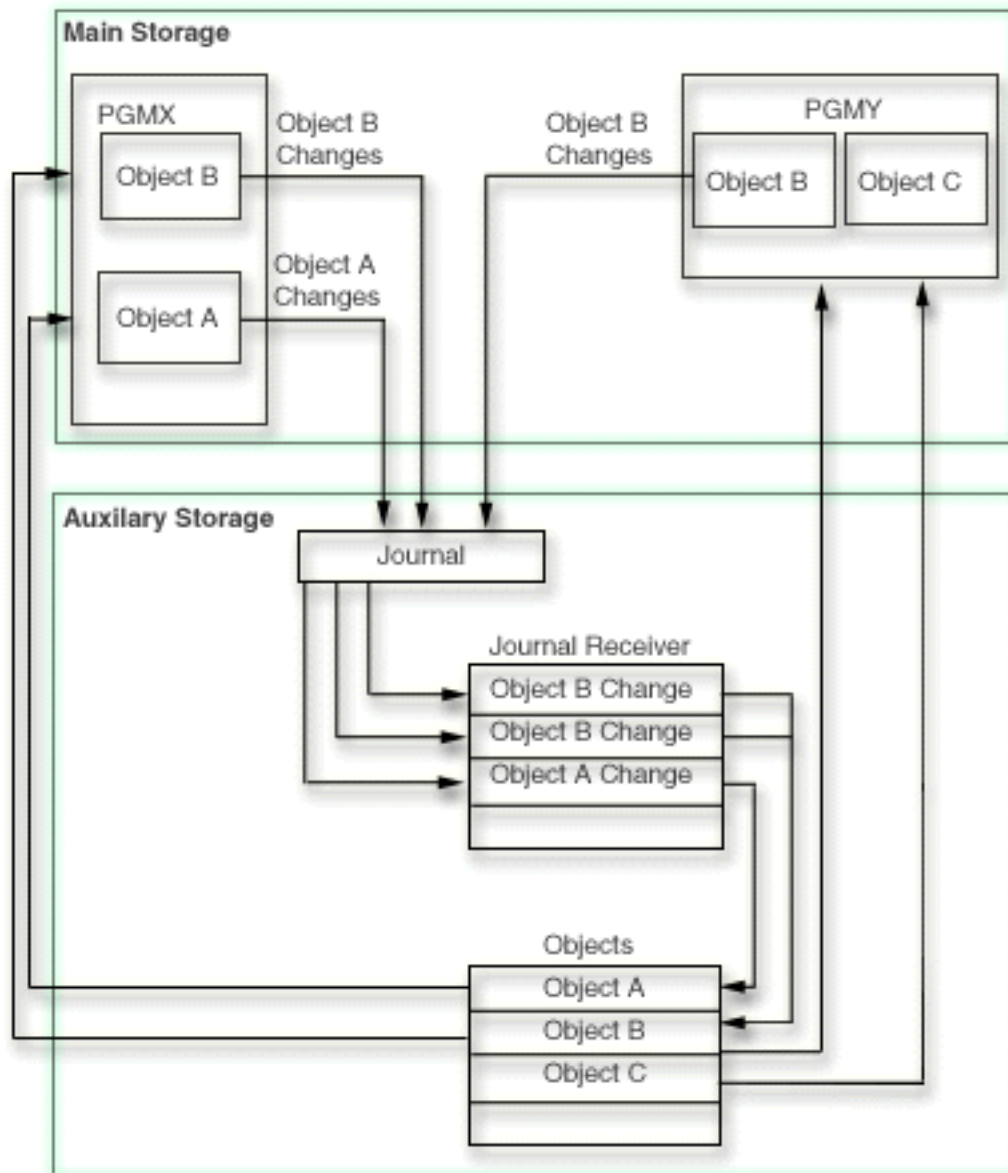 Main Storage
PGMX
Object B
Object B
Changes
Object A
Object A
Changes
Object B
Changes
PGMY
Object B
Object C
Auxilary Storage
Journal
Journal Receiver
Object B Change
Object B Change
Object A Change
Objects
Object A
Object B
Object C